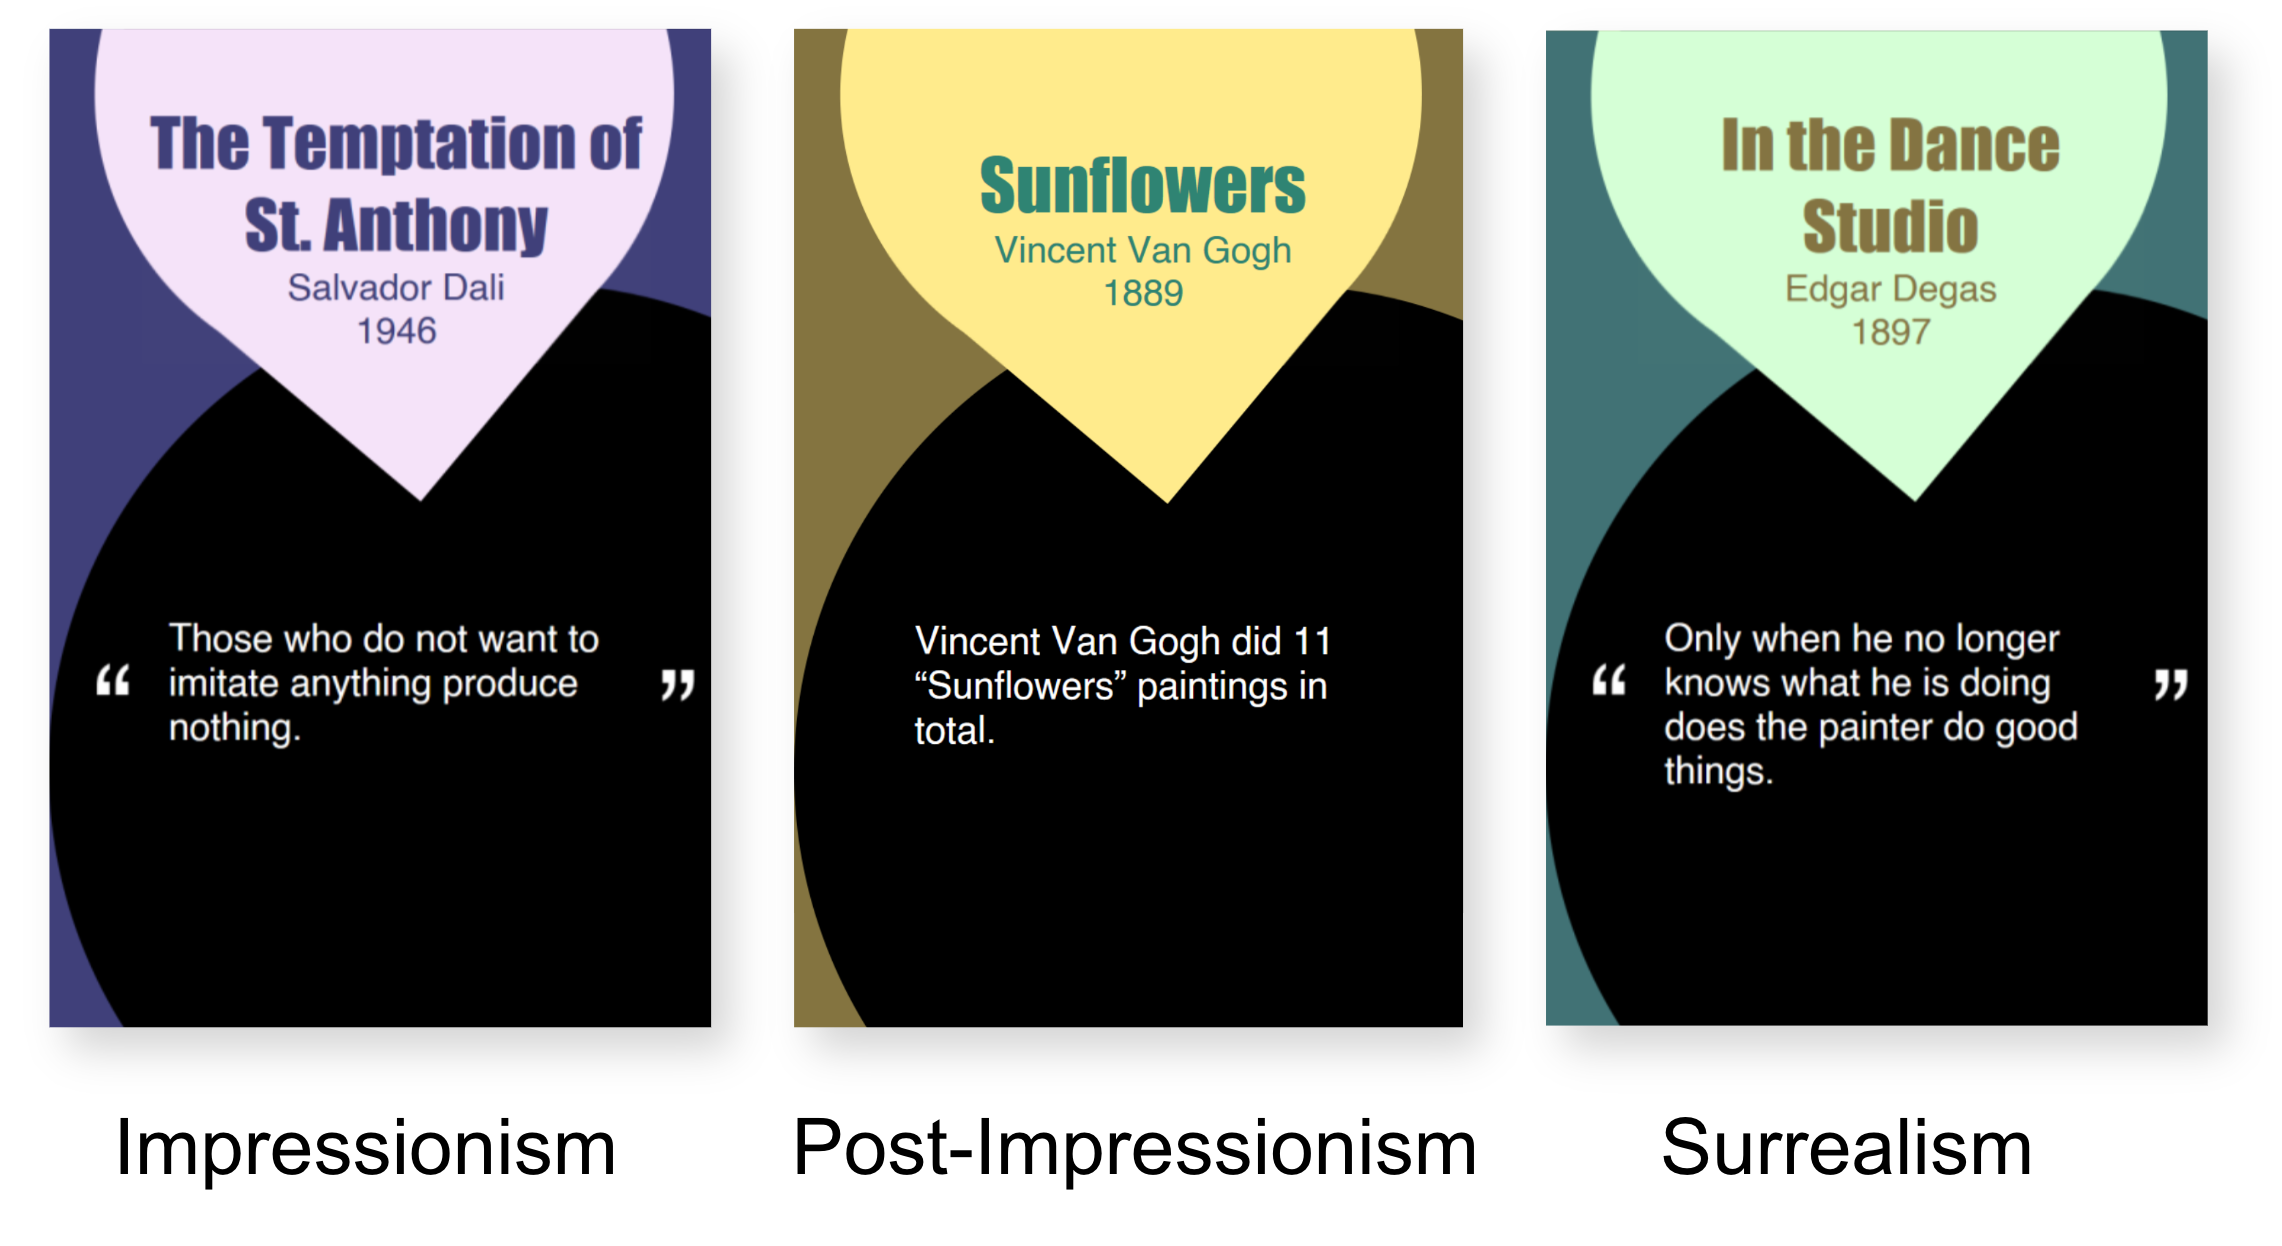 The Temptation of
St. Anthony
Salvador Dali
1946
“ Those who do not want to
imitate anything produce
nothing. ”
Impressionism
Sunflowers
Vincent Van Gogh
1889
Vincent Van Gogh did 11
“Sunflowers” paintings in
total.
Post-Impressionism
In the Dance
Studio
Edgar Degas
1897
“ Only when he no longer
knows what he is doing
does the painter do good
things. ”
Surrealism